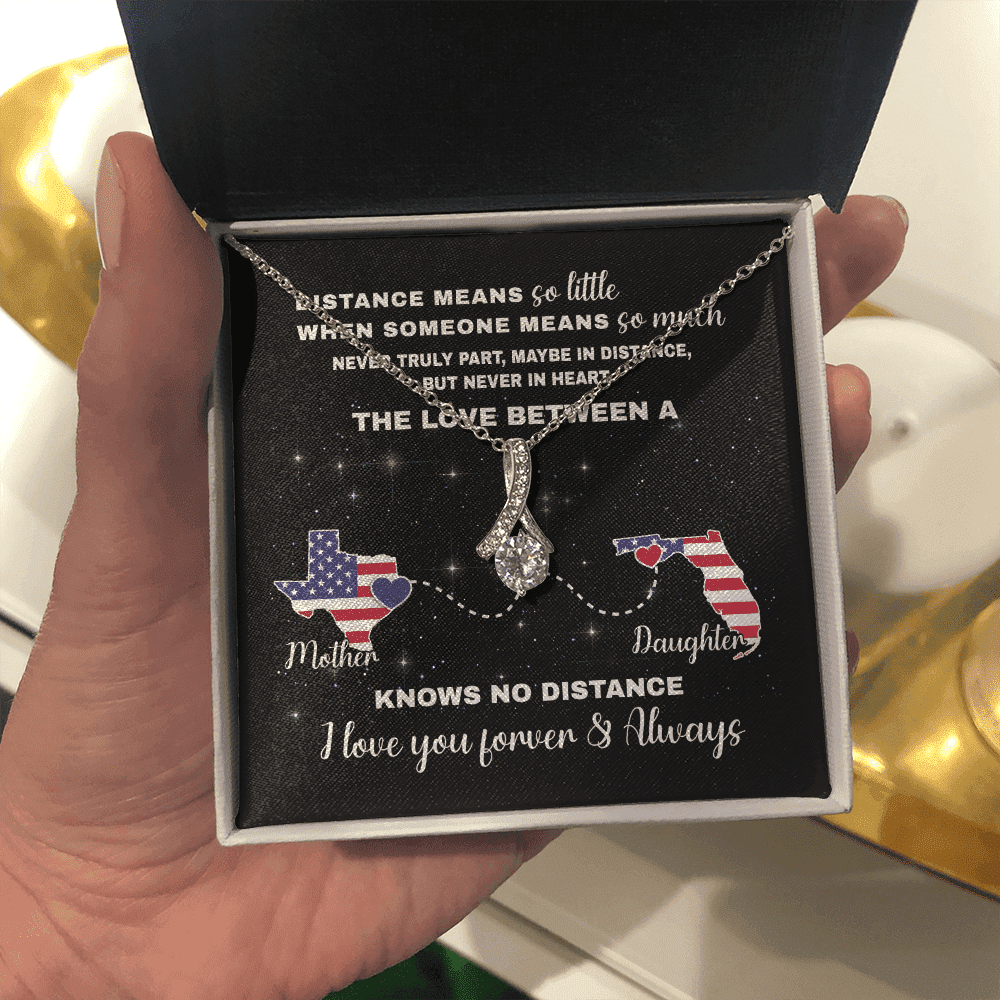 DISTANCE MEANS so little
WHEN SOMEONE MEANS so much
NEVER TRULY PART, MAYBE IN DISTANCE,
BUT NEVER IN HEART
THE LOVE BETWEEN A
Mother
Daughter
KNOWS NO DISTANCE
I love you forver & Always